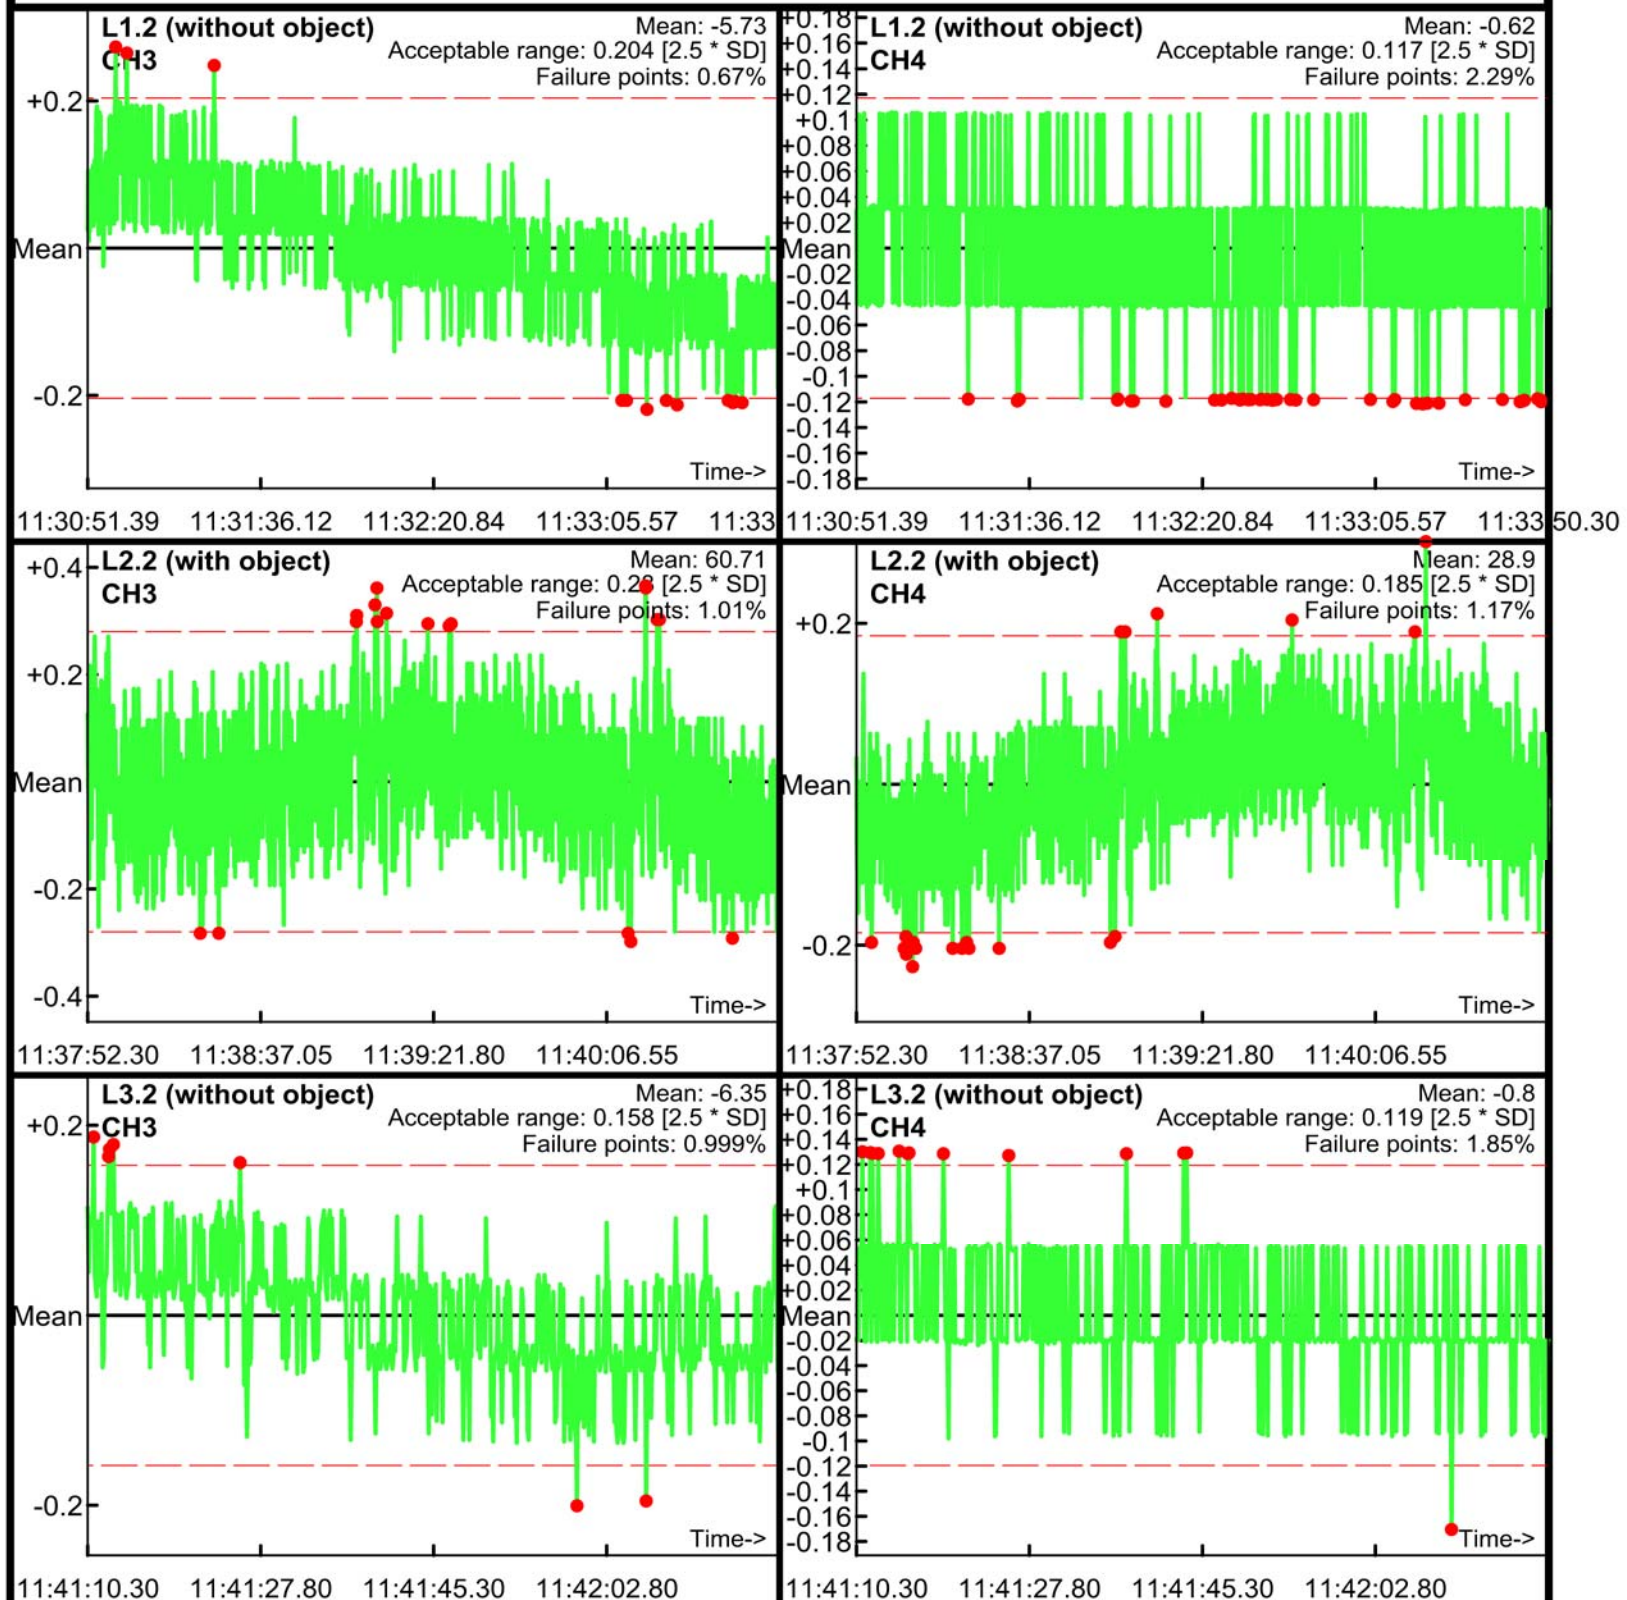 L1.2 (without object)
CH3
Mean: -5.73
Acceptable range: 0.204 [2.5 * SD]
Failure points: 0.67%
+0.2
Mean
-0.2
Time->
11:30:51.39 11:31:36.12 11:32:20.84 11:33:05.57 11:33
L1.2 (without object)
CH4
Mean: -0.62
Acceptable range: 0.117 [2.5 * SD]
Failure points: 2.29%
+0.18
+0.16
+0.14
+0.12
+0.1
+0.08
+0.06
+0.04
+0.02
Mean
-0.02
-0.04
-0.06
-0.08
-0.1
-0.12
-0.14
-0.16
-0.18
Time->
11:30:51.39 11:31:36.12 11:32:20.84 11:33:05.57 11:33:50.30
L2.2 (with object)
CH3
Mean: 60.71
Acceptable range: 0.28 [2.5 * SD]
Failure points: 1.01%
+0.4
+0.2
Mean
-0.2
-0.4
Time->
11:37:52.30 11:38:37.05 11:39:21.80 11:40:06.55
L2.2 (with object)
CH4
Mean: 28.9
Acceptable range: 0.185 [2.5 * SD]
Failure points: 1.17%
+0.2
Mean
-0.2
Time->
11:37:52.30 11:38:37.05 11:39:21.80 11:40:06.55
L3.2 (without object)
CH3
Mean: -6.35
Acceptable range: 0.158 [2.5 * SD]
Failure points: 0.999%
+0.2
Mean
-0.2
Time->
11:41:10.30 11:41:27.80 11:41:45.30 11:42:02.80
L3.2 (without object)
CH4
Mean: -0.8
Acceptable range: 0.119 [2.5 * SD]
Failure points: 1.85%
+0.18
+0.16
+0.14
+0.12
+0.1
+0.08
+0.06
+0.04
+0.02
Mean
-0.02
-0.04
-0.06
-0.08
-0.1
-0.12
-0.14
-0.16
-0.18
Time->
11:41:10.30 11:41:27.80 11:41:45.30 11:42:02.80